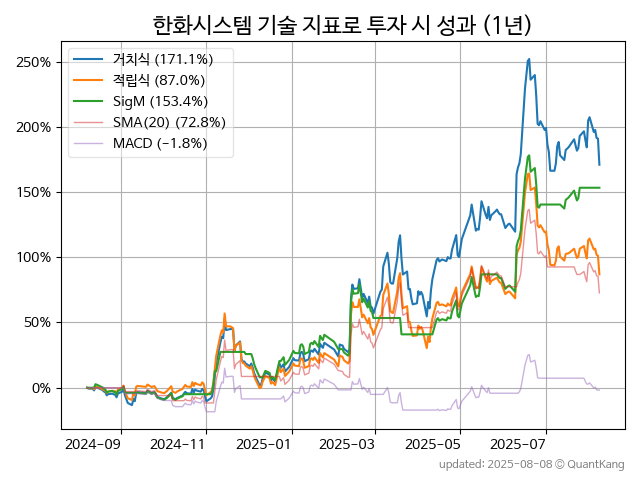 한화시스템 기술 지표로 투자 시 성과 (1년)
거치식 (171.1%)
적립식 (87.0%)
SigM (153.4%)
SMA(20) (72.8%)
MACD (−1.8%)
250%
200%
150%
100%
50%
0%
2024-09 2024-11 2025-01 2025-03 2025-05 2025-07
updated: 2025-08-08 © QuantKang